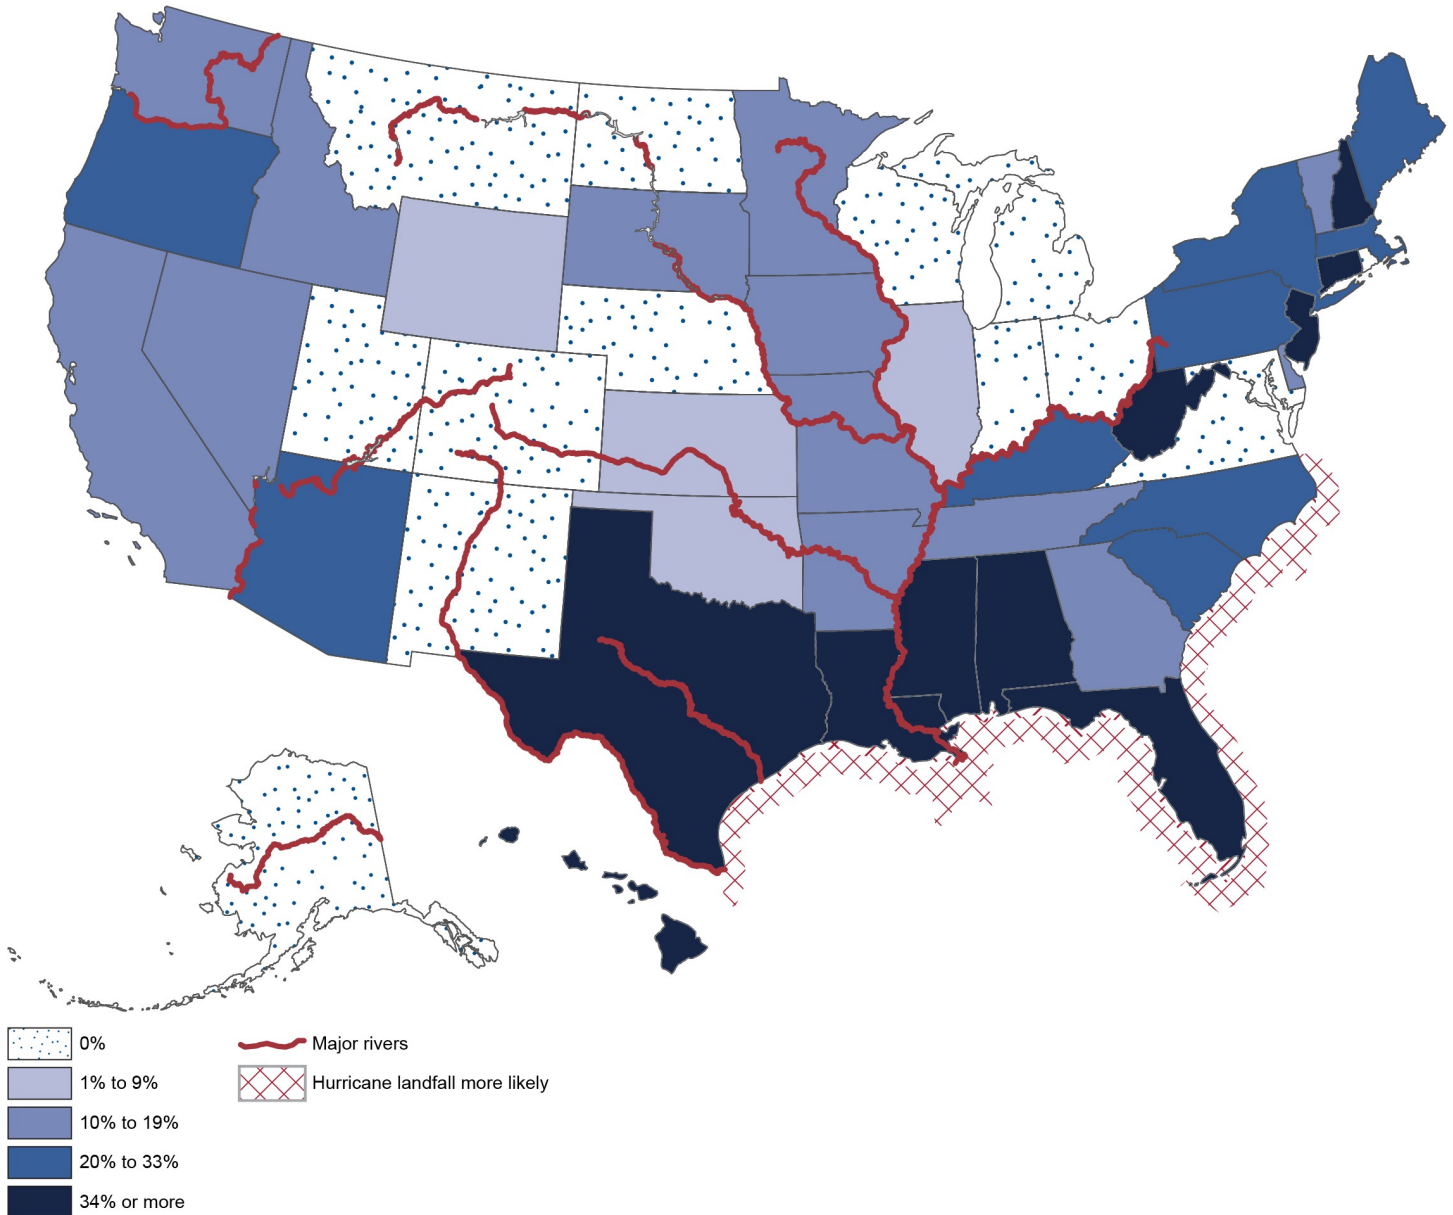 0%
1% to 9%
10% to 19%
20% to 33%
34% or more
Major rivers
Hurricane landfall more likely